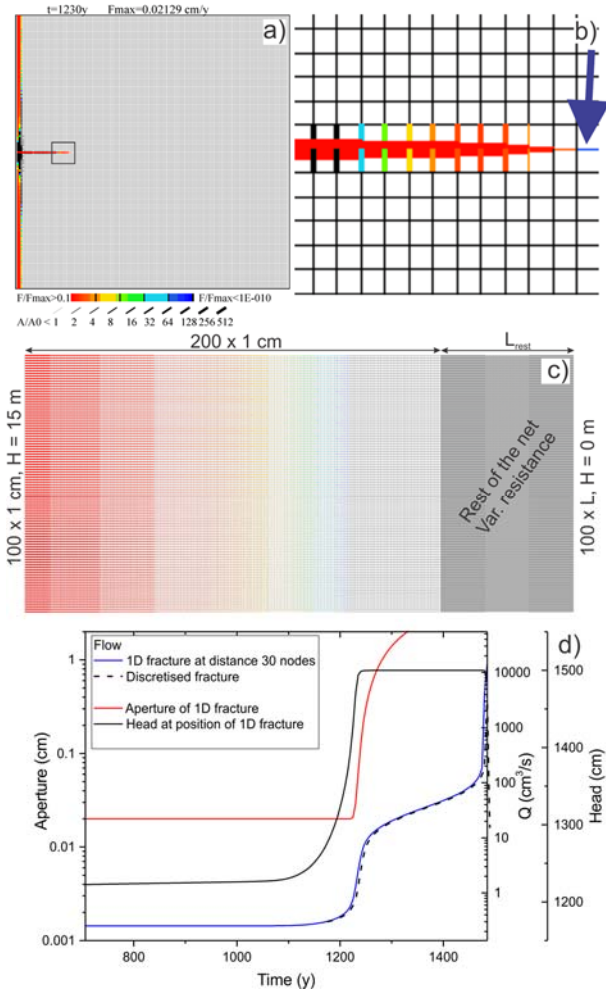 t=1230y Fmax=0.02129 cm/y
a)
b)
F/Fmax>0.1
F/Fmax<1E-010
A/A0 < 1 2 4 8 16 32 64 128 256 512
200 x 1 cm
L_rest
c)
100 x 1 cm, H = 15 m
Rest of the net
Var. resistance
100 x L, H = 0 m
d)
Flow
1D fracture at distance 30 nodes
Discretised fracture
Aperture of 1D fracture
Head at position of 1D fracture
Aperture (cm)
1
0.1
0.01
0.001
Q (cm³/s)
10000
1000
100
10
1
Head (cm)
1500
1400
1300
1200
800 1000 1200 1400
Time (y)